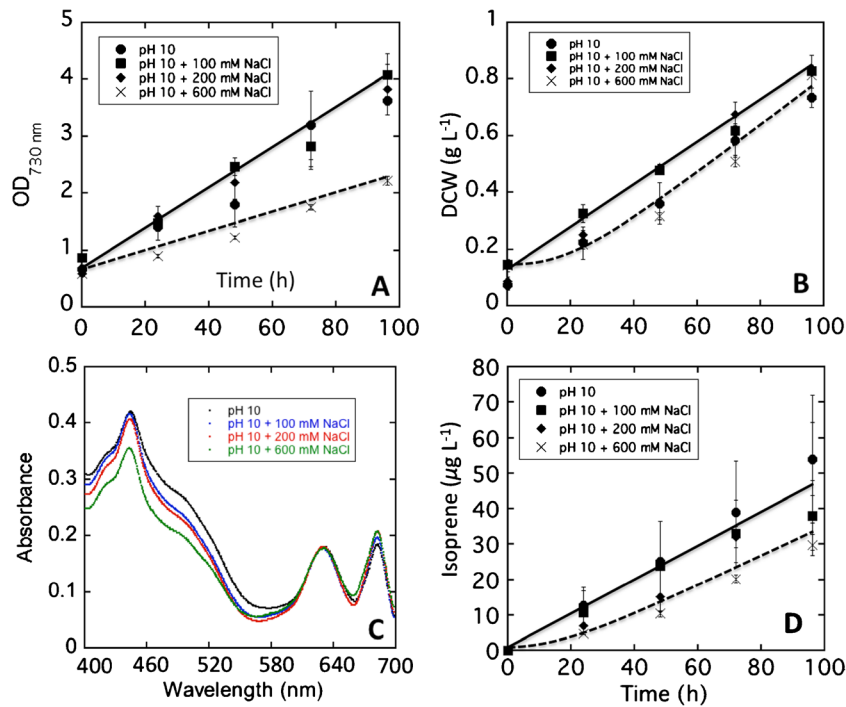 5
4
3
2
1
0
OD730 nm
pH 10
pH 10 + 100 mM NaCl
pH 10 + 200 mM NaCl
pH 10 + 600 mM NaCl
Time (h)
A
0 20 40 60 80 100
1
0.8
0.6
0.4
0.2
0
DCW (g L-1)
pH 10
pH 10 + 100 mM NaCl
pH 10 + 200 mM NaCl
pH 10 + 600 mM NaCl
B
0 20 40 60 80 100
0.5
0.4
0.3
0.2
0.1
0
Absorbance
pH 10
pH 10 + 100 mM NaCl
pH 10 + 200 mM NaCl
pH 10 + 600 mM NaCl
C
400 460 520 580 640 700
Wavelength (nm)
80
70
60
50
40
30
20
10
0
Isoprene (μg L-1)
pH 10
pH 10 + 100 mM NaCl
pH 10 + 200 mM NaCl
pH 10 + 600 mM NaCl
D
0 20 40 60 80 100
Time (h)